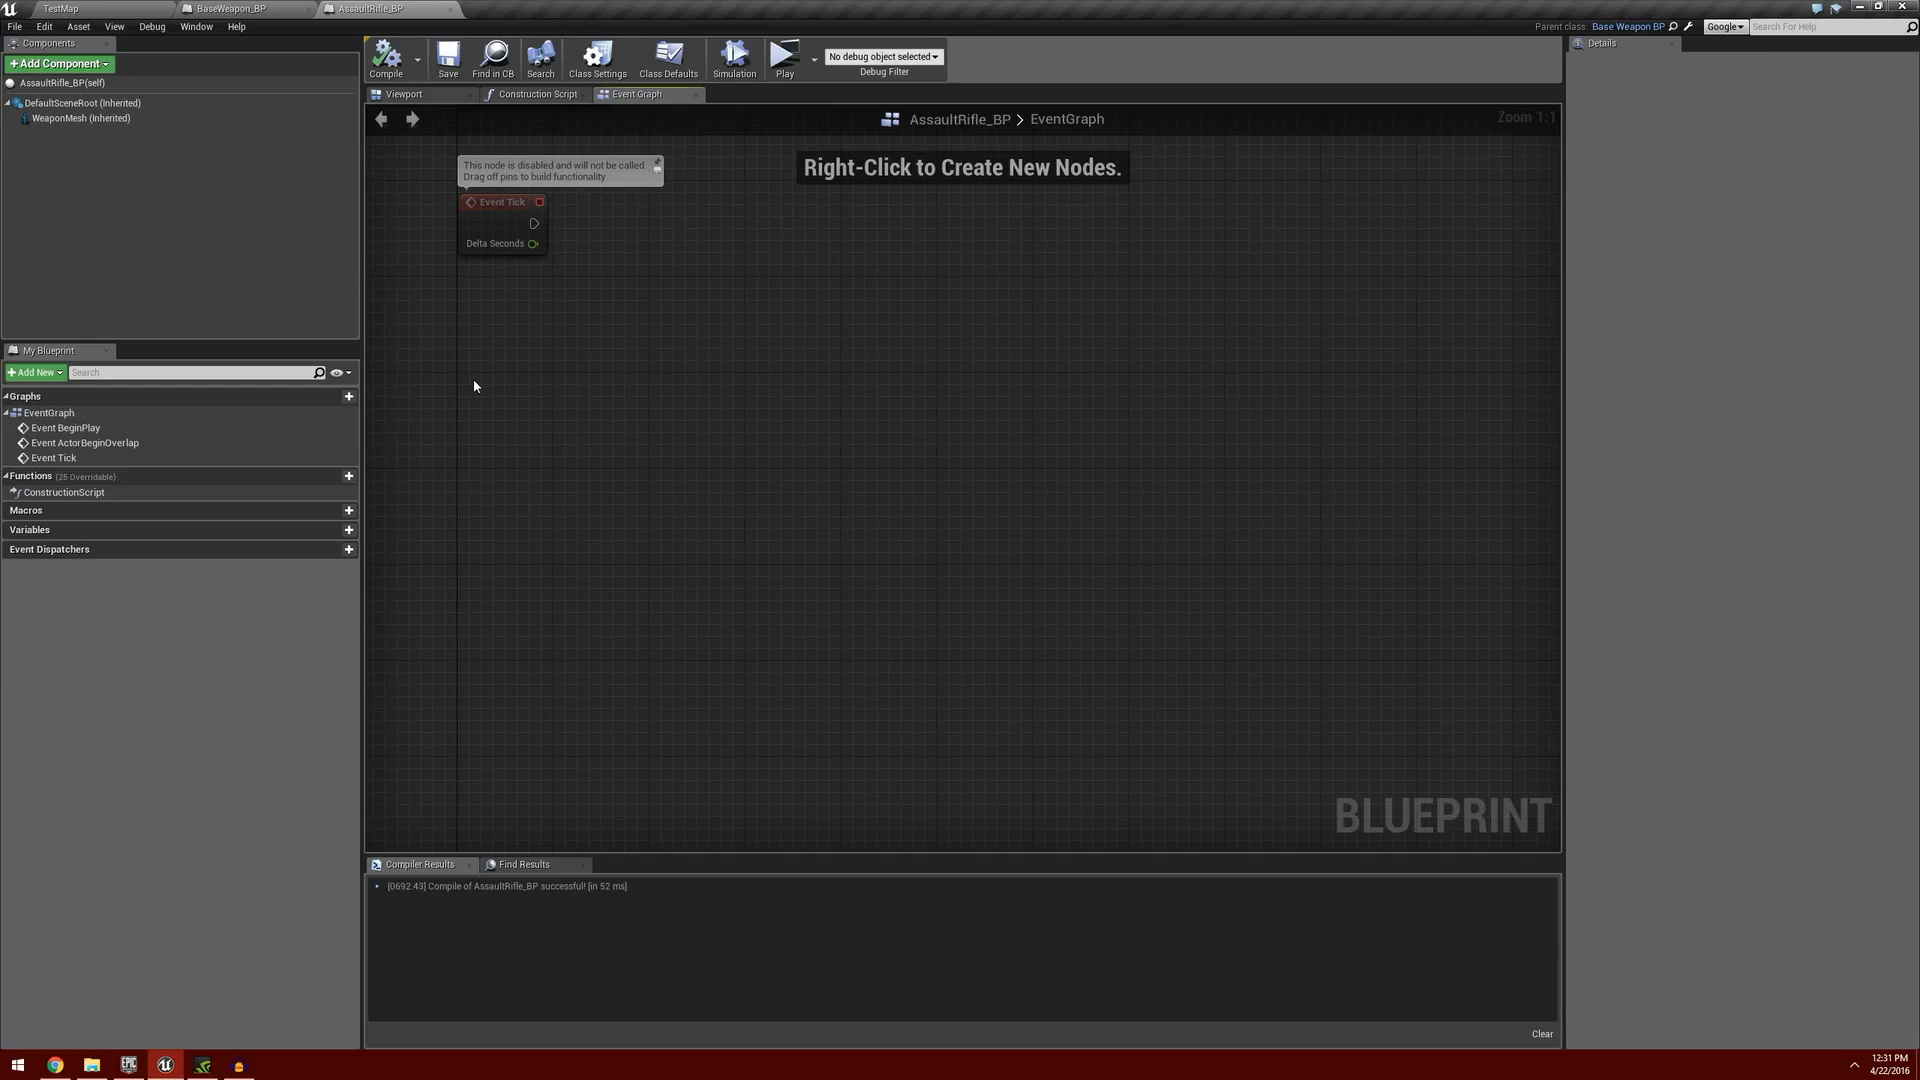 TestMap
BaseWeapon_BP
AssaultRifle_BP
File Edit Asset View Debug Window Help
Parent class: Base Weapon BP
Google
Search For Help
Components
+Add Component
AssaultRifle_BP(self)
DefaultSceneRoot (Inherited)
WeaponMesh (Inherited)
Compile
Save
Find in CB
Search
Class Settings
Class Defaults
Simulation
Play
No debug object selected
Debug Filter
Details
Viewport
Construction Script
Event Graph
AssaultRifle_BP > EventGraph
Zoom 1:1
This node is disabled and will not be called.
Drag off pins to build functionality.
Right-Click to Create New Nodes.
Event Tick
Delta Seconds
BLUEPRINT
My Blueprint
+Add New
Search
Graphs
EventGraph
Event BeginPlay
Event ActorBeginOverlap
Event Tick
Functions (25 Overridable)
ConstructionScript
Macros
Variables
Event Dispatchers
Compiler Results
Find Results
[0692.43] Compile of AssaultRifle_BP successful! [in 52 ms]
Clear
EPIC
12:31 PM
4/22/2016